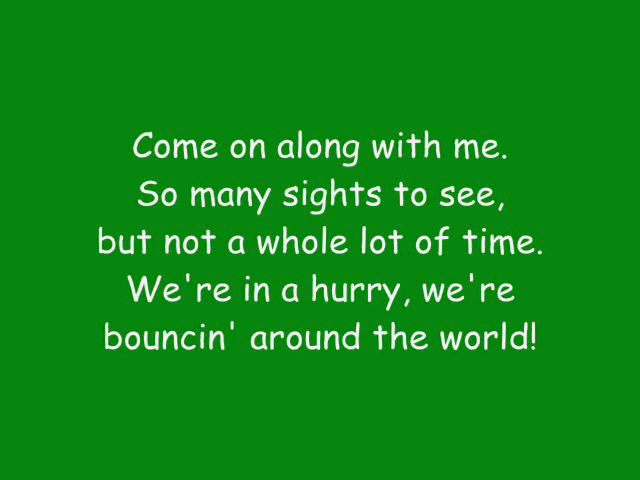 Come on along with me.
So many sights to see,
but not a whole lot of time.
We're in a hurry, we're
bouncin' around the world!